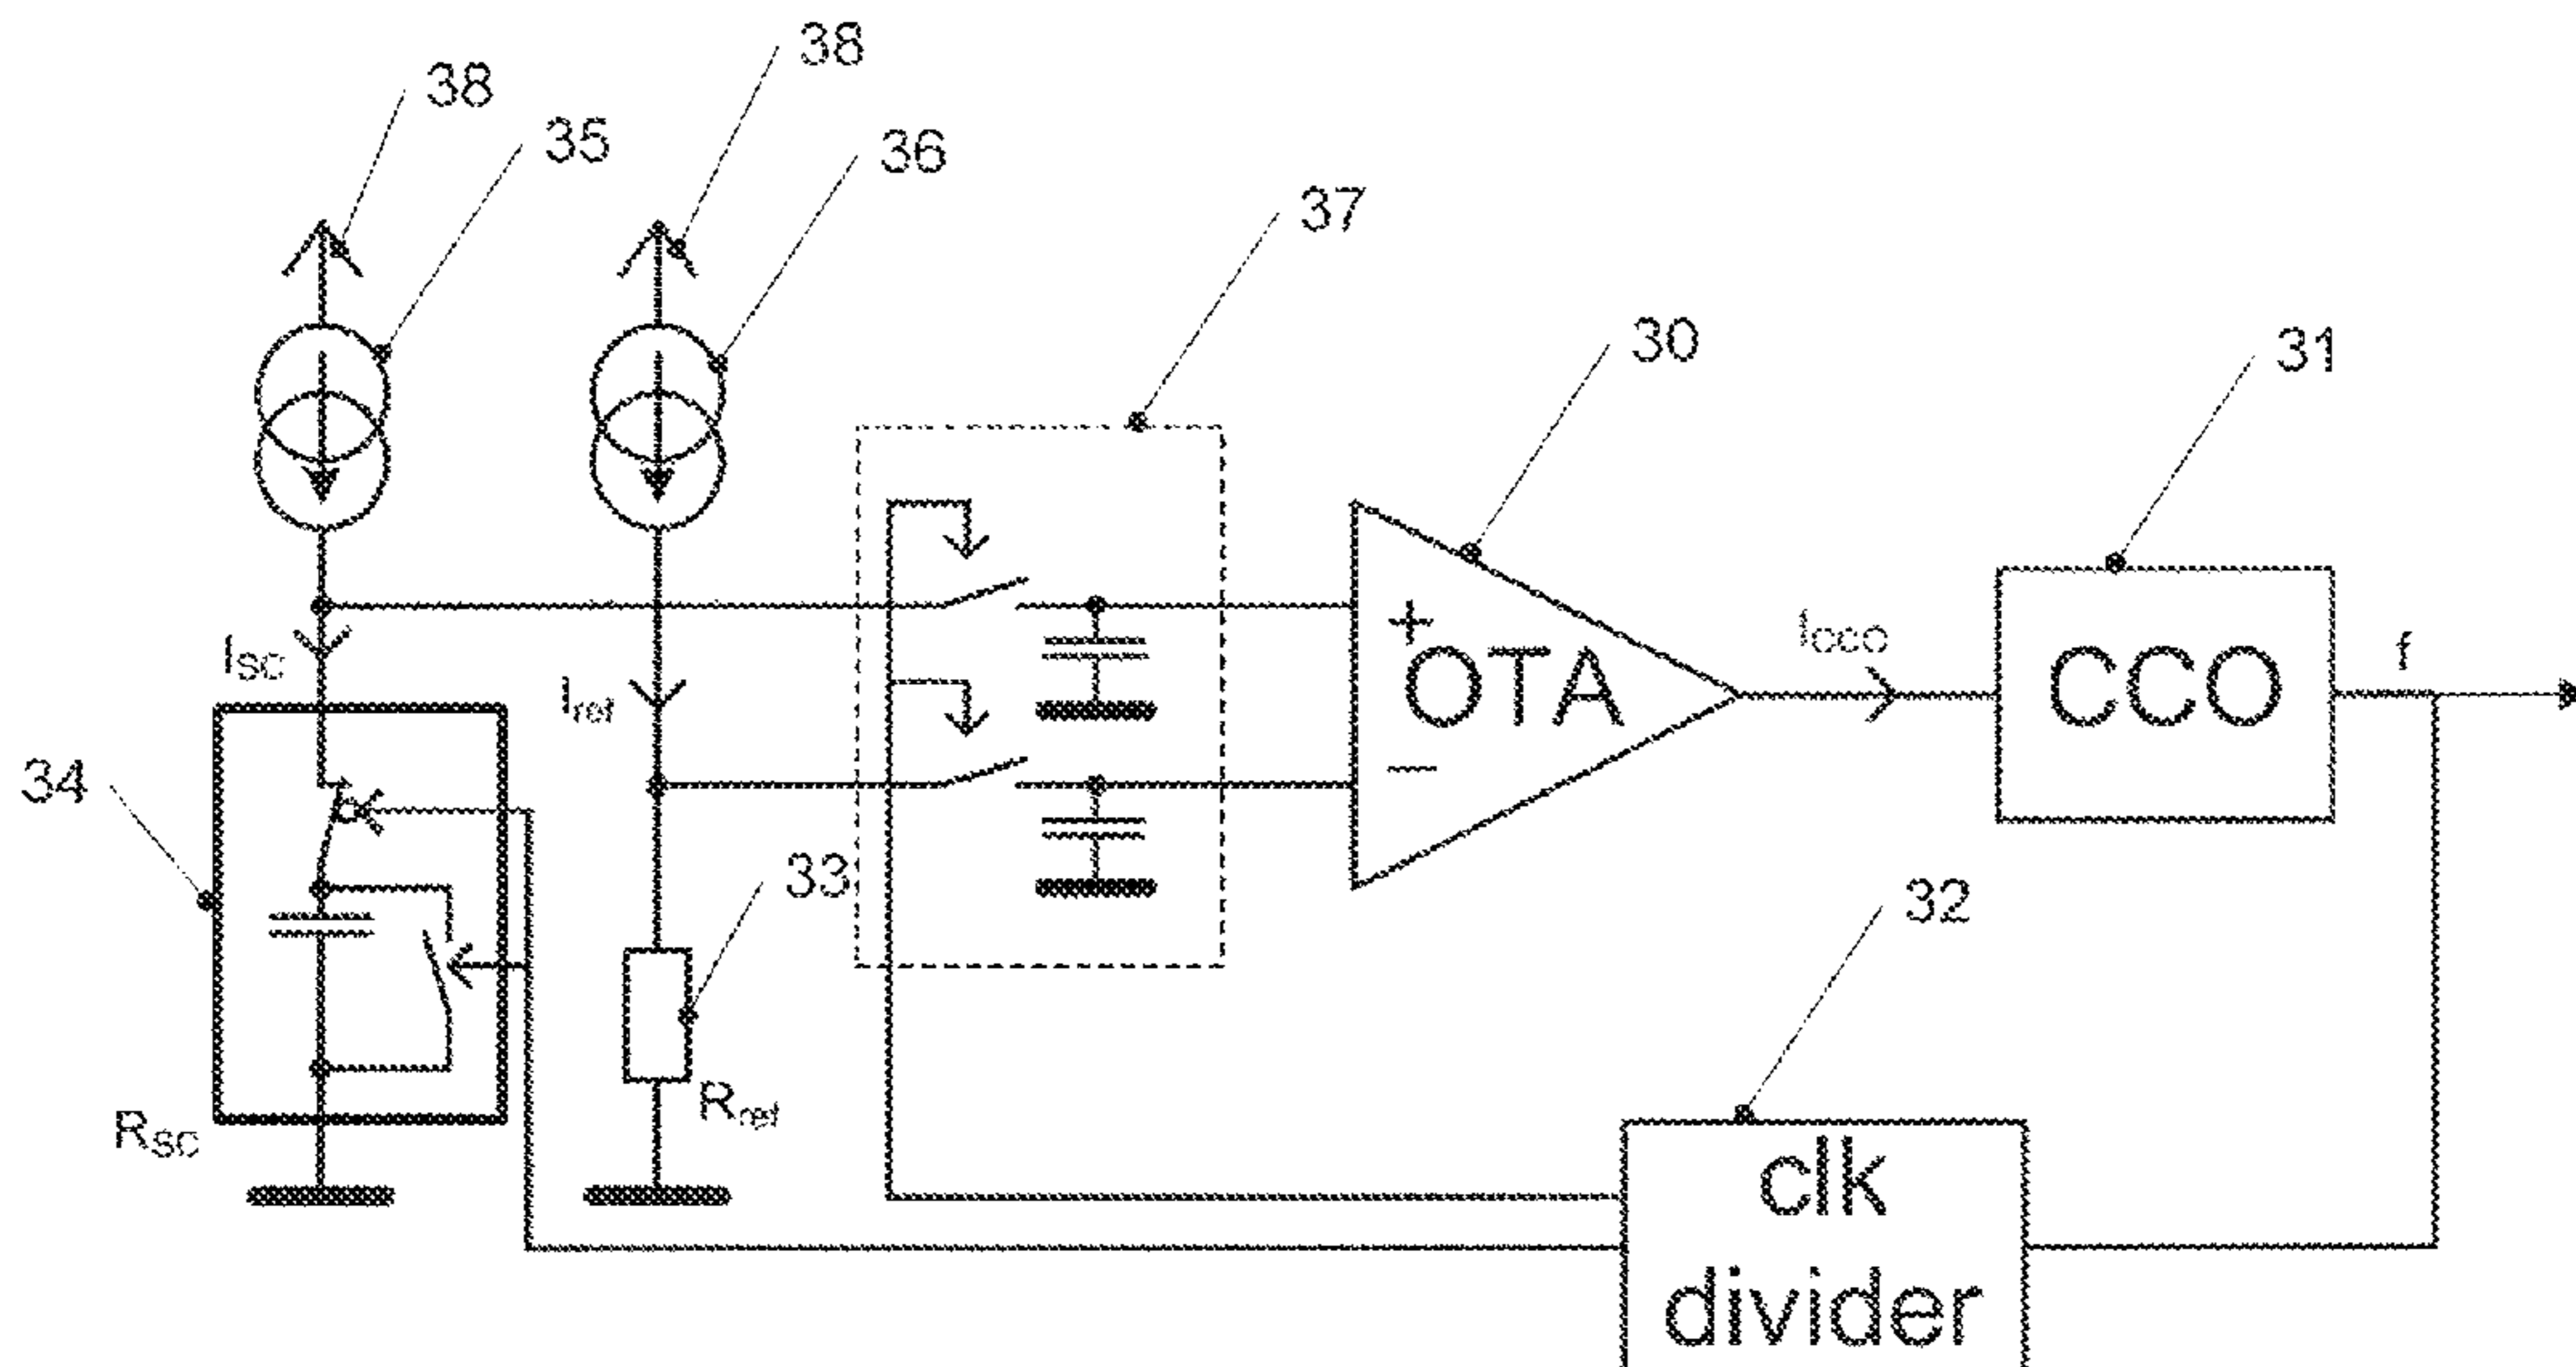 38
38
35
36
37
30
31
+
OTA
−
Icco
CCO
f
Isc
Iref
34
33
32
Rref
Rsc
clk
divider